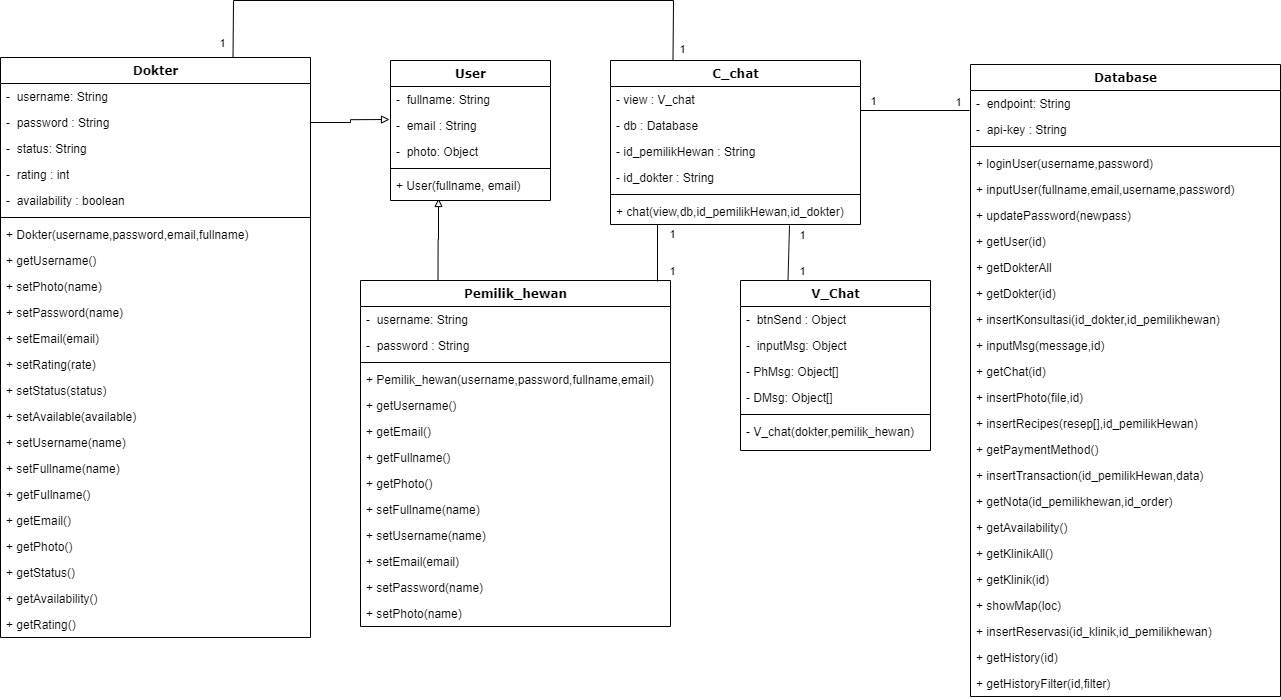 1
1
Dokter
- username: String
- password : String
- status: String
- rating : int
- availability : boolean
+ Dokter(username,password,email,fullname)
+ getUsername()
+ setPhoto(name)
+ setPassword(name)
+ setEmail(email)
+ setRating(rate)
+ setStatus(status)
+ setAvailable(available)
+ setUsername(name)
+ setFullname(name)
+ getFullname()
+ getEmail()
+ getPhoto()
+ getStatus()
+ getAvailability()
+ getRating()
User
- fullname: String
- email : String
- photo: Object
+ User(fullname, email)
C_chat
- view : V_chat
- db : Database
- id_pemilikHewan : String
- id_dokter : String
+ chat(view,db,id_pemilikHewan,id_dokter)
1
1
1
1
1
1
Pemilik_hewan
- username: String
- password : String
+ Pemilik_hewan(username,password,fullname,email)
+ getUsername()
+ getEmail()
+ getFullname()
+ getPhoto()
+ setFullname(name)
+ setUsername(name)
+ setEmail(email)
+ setPassword(name)
+ setPhoto(name)
V_Chat
- btnSend : Object
- inputMsg: Object
- PhMsg: Object[]
- DMsg: Object[]
- V_chat(dokter,pemilik_hewan)
Database
- endpoint: String
- api-key : String
+ loginUser(username,password)
+ inputUser(fullname,email,username,password)
+ updatePassword(newpass)
+ getUser(id)
+ getDokterAll
+ getDokter(id)
+ insertKonsultasi(id_dokter,id_pemilikhewan)
+ inputMsg(message,id)
+ getChat(id)
+ insertPhoto(file,id)
+ insertRecipes(resep[],id_pemilikHewan)
+ getPaymentMethod()
+ insertTransaction(id_pemilikHewan,data)
+ getNota(id_pemilikhewan,id_order)
+ getAvailability()
+ getKlinikAll()
+ getKlinik(id)
+ showMap(loc)
+ insertReservasi(id_klinik,id_pemilikhewan)
+ getHistory(id)
+ getHistoryFilter(id,filter)